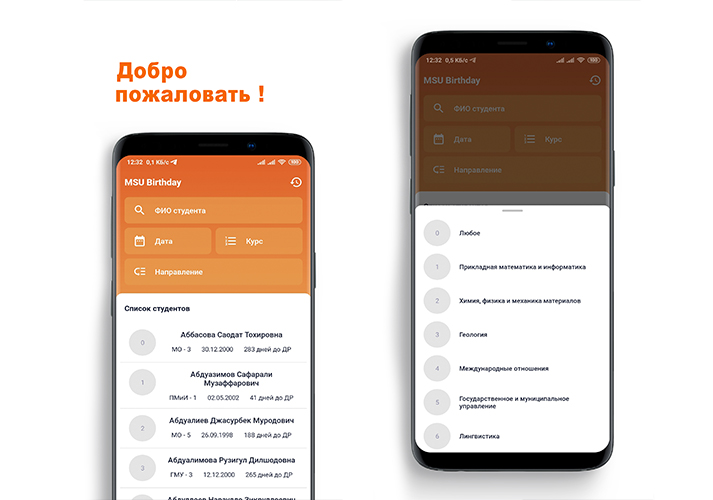 Добро
пожаловать !
12:32 0,1 КБ/с
MSU Birthday
ФИО студента
Дата
Курс
Направление
Список студентов
0
Аббасова Саодат Тохировна
МО - 3 30.12.2000 283 дней до ДР
1
Абдуазимов Сафарали
Музаффарович
ПМиИ - 1 02.05.2002 41 дней до ДР
2
Абдуалиев Джасурбек Муродович
МО - 5 26.09.1998 188 дней до ДР
3
Абдуалимова Рузигул Дилшодовна
ГМУ - 3 12.12.2000 265 дней до ДР
12:32 0,5 КБ/с
MSU Birthday
ФИО студента
Дата
Курс
Направление
0 Любое
1 Прикладная математика и информатика
2 Химия, физика и механика материалов
3 Геология
4 Международные отношения
5 Государственное и муниципальное
управление
6 Лингвистика